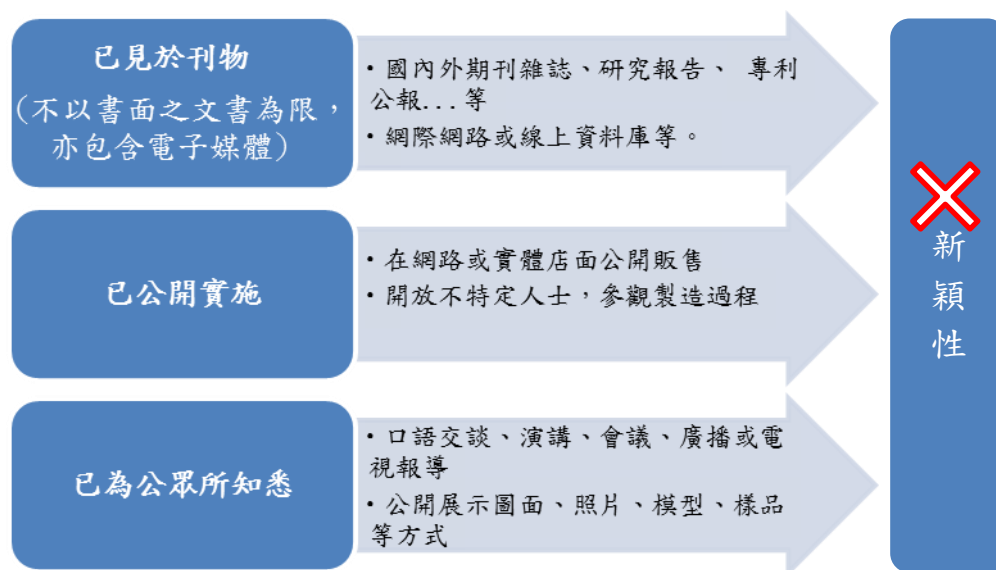 已見於刊物
(不以書面之文書為限，
亦包含電子媒體)
・國內外期刊雜誌、研究報告、 專利
公報...等
・網際網路或線上資料庫等。
已公開實施
・在網路或實體店面公開販售
・開放不特定人士，參觀製造過程
已為公眾所知悉
・口語交談、演講、會議、廣播或電
視報導
・公開展示圖面、照片、模型、樣品
等方式
新
穎
性